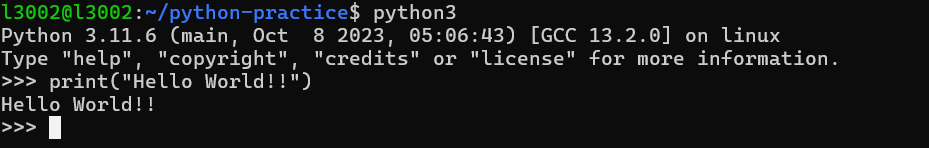 l3002@l3002:~/python-practice$ python3
Python 3.11.6 (main, Oct  8 2023, 05:06:43) [GCC 13.2.0] on linux
Type "help", "copyright", "credits" or "license" for more information.
>>> print("Hello World!!")
Hello World!!
>>>